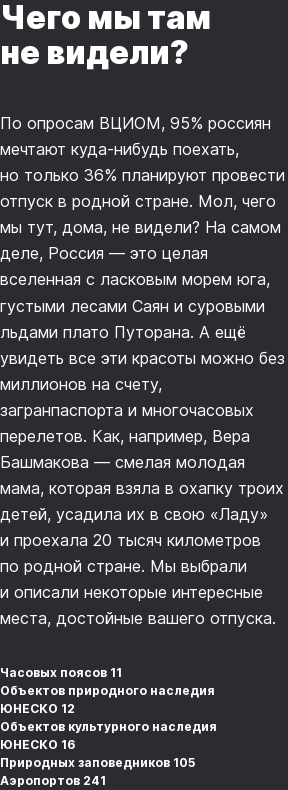 Чего мы там
не видели?
По опросам ВЦИОМ, 95% россиян
мечтают куда-нибудь поехать,
но только 36% планируют провести
отпуск в родной стране. Мол, чего
мы тут, дома, не видели? На самом
деле, Россия — это целая
вселенная с ласковым морем юга,
густыми лесами Саян и суровыми
льдами плато Путорана. А ещё
увидеть все эти красоты можно без
миллионов на счету,
загранпаспорта и многочасовых
перелетов. Как, например, Вера
Башмакова — смелая молодая
мама, которая взяла в охапку троих
детей, усадила их в свою «Ладу»
и проехала 20 тысяч километров
по родной стране. Мы выбрали
и описали некоторые интересные
места, достойные вашего отпуска.
Часовых поясов 11
Объектов природного наследия
ЮНЕСКО 12
Объектов культурного наследия
ЮНЕСКО 16
Природных заповедников 105
Аэропортов 241